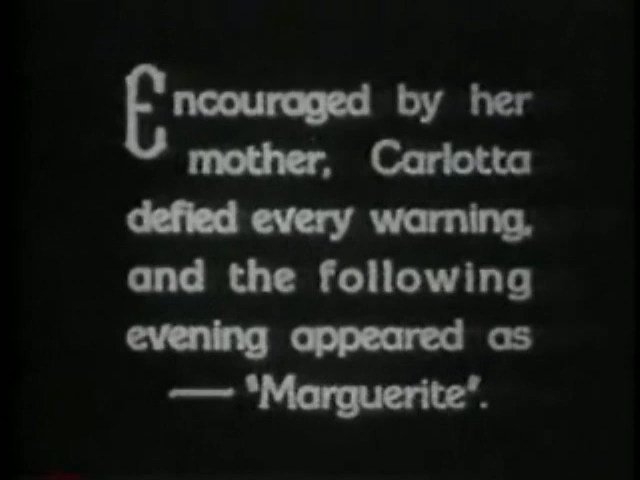 Encouraged by her
mother, Carlotta
defied every warning,
and the following
evening appeared as
— "Marguerite".